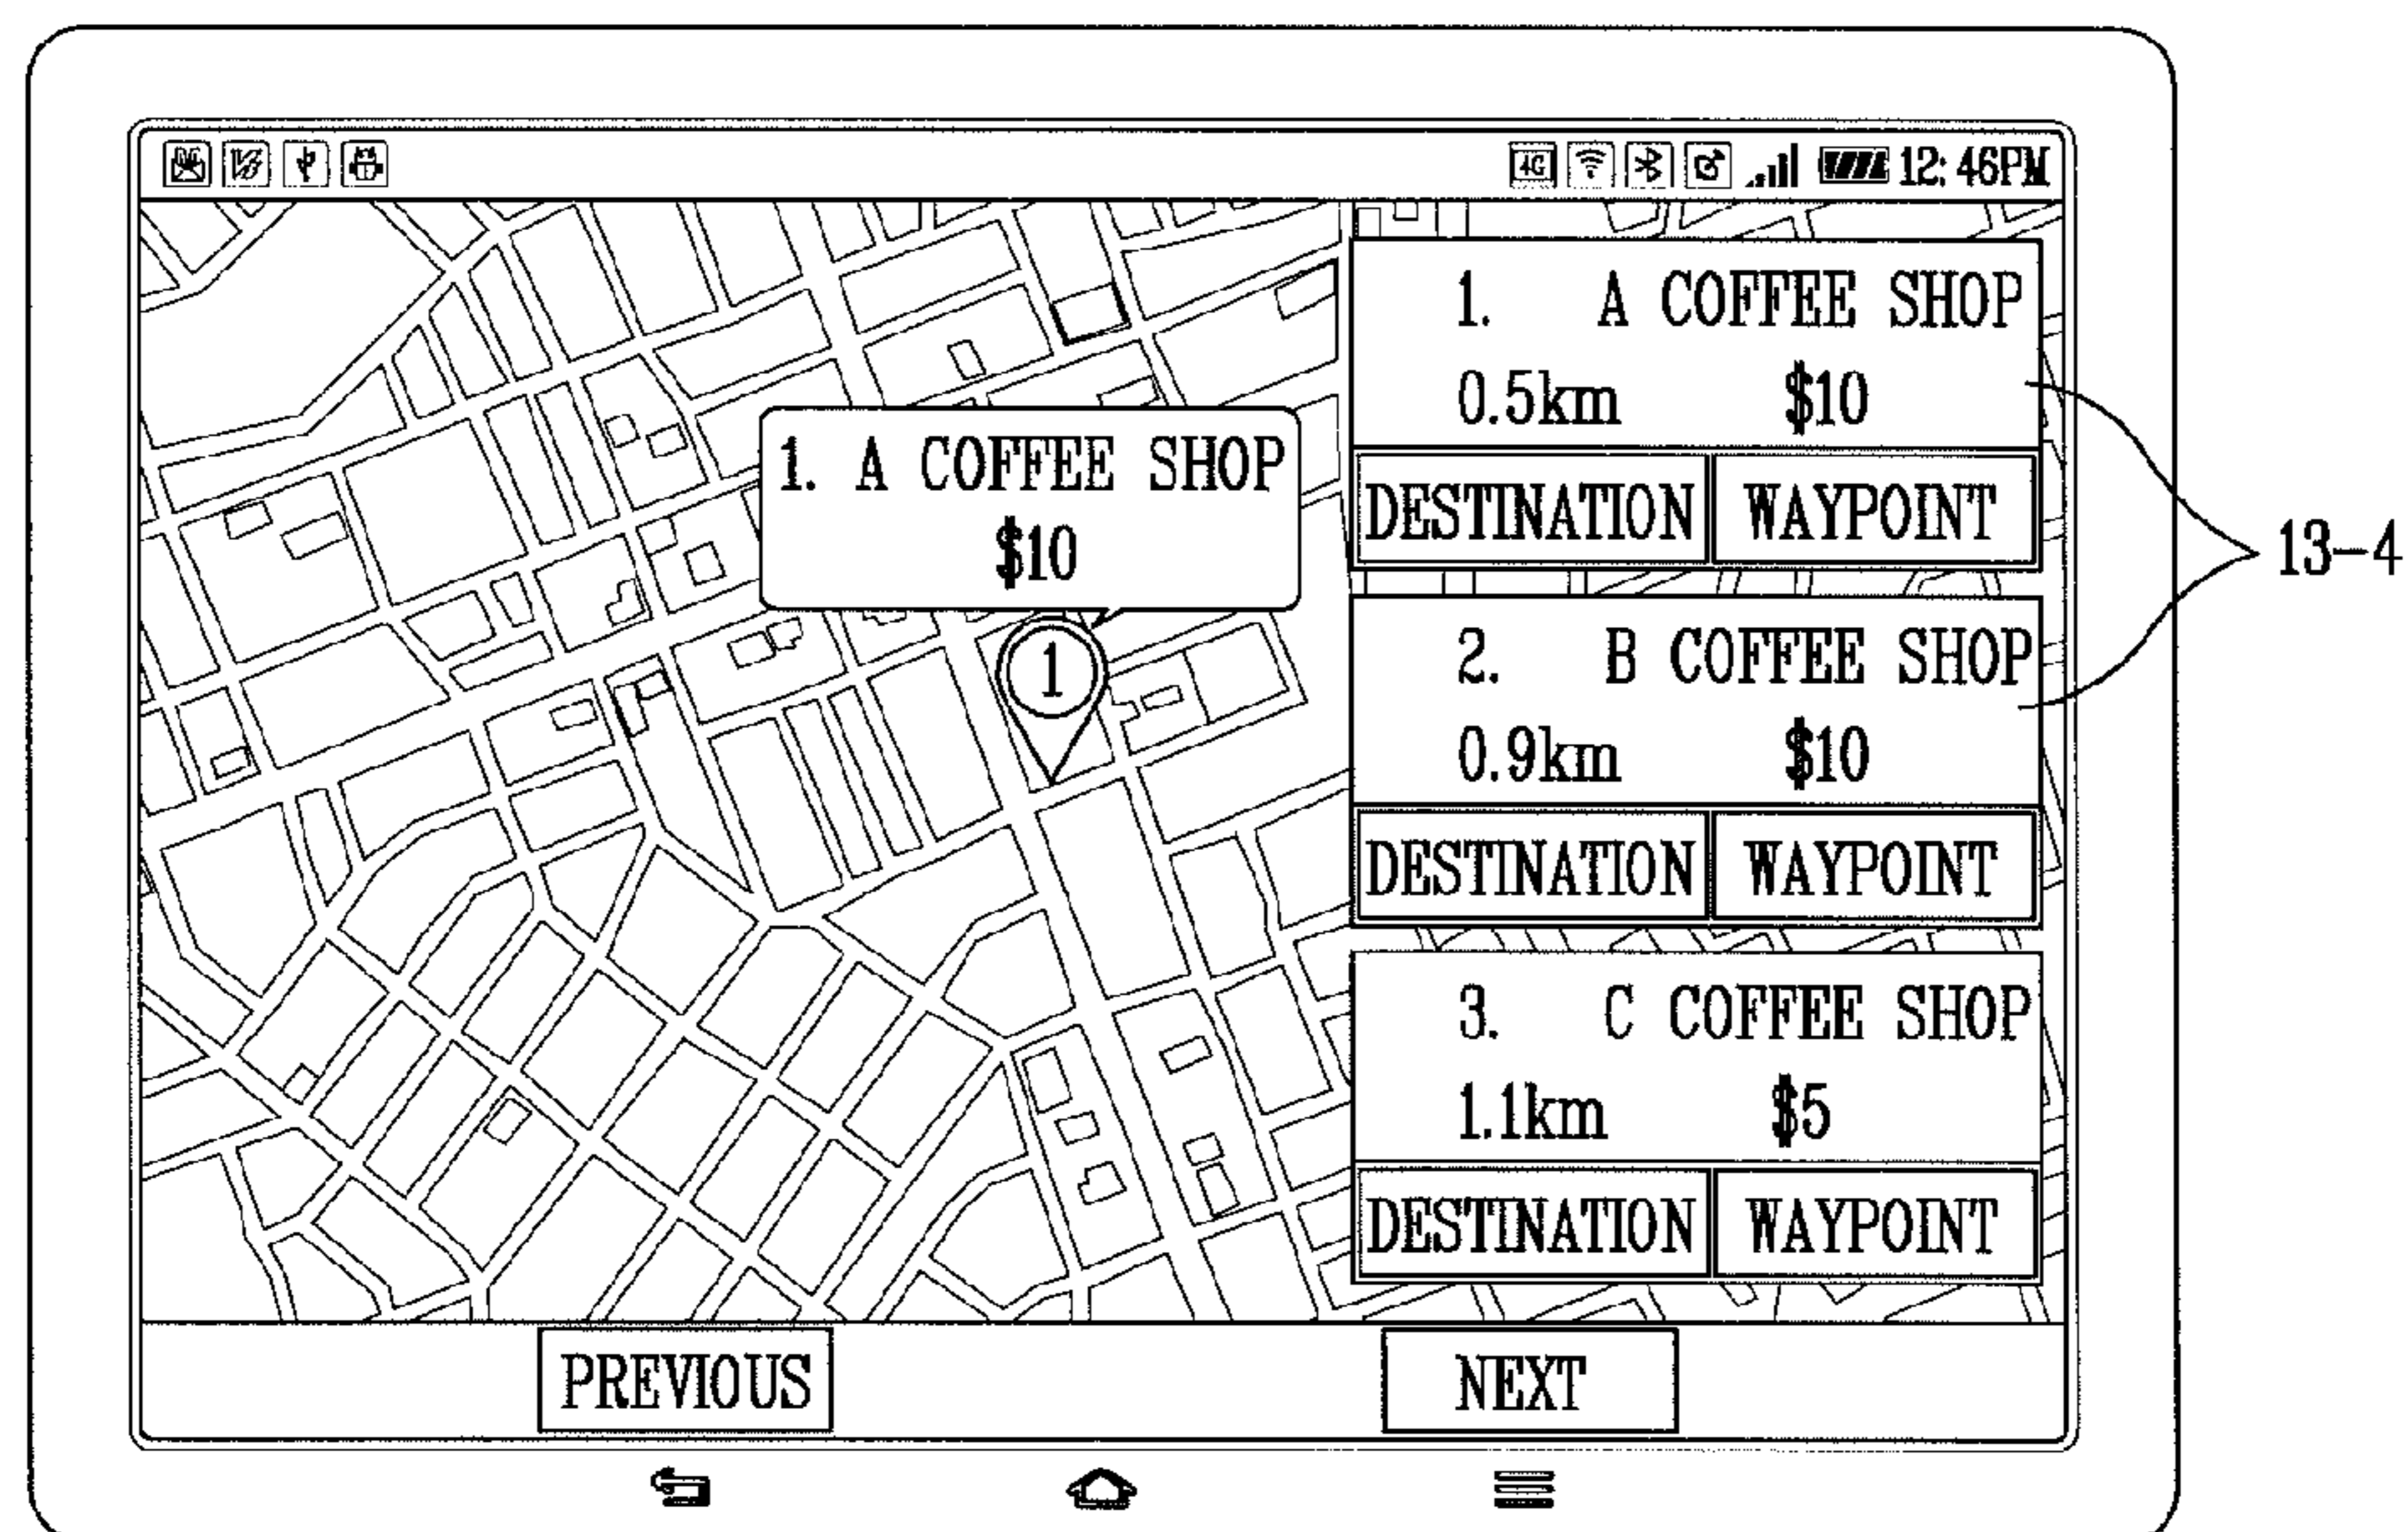 4G 12:46PM
1. A COFFEE SHOP
0.5km $10
DESTINATION WAYPOINT
1. A COFFEE SHOP
$10
1
13-4
2. B COFFEE SHOP
0.9km $10
DESTINATION WAYPOINT
3. C COFFEE SHOP
1.1km $5
DESTINATION WAYPOINT
PREVIOUS NEXT